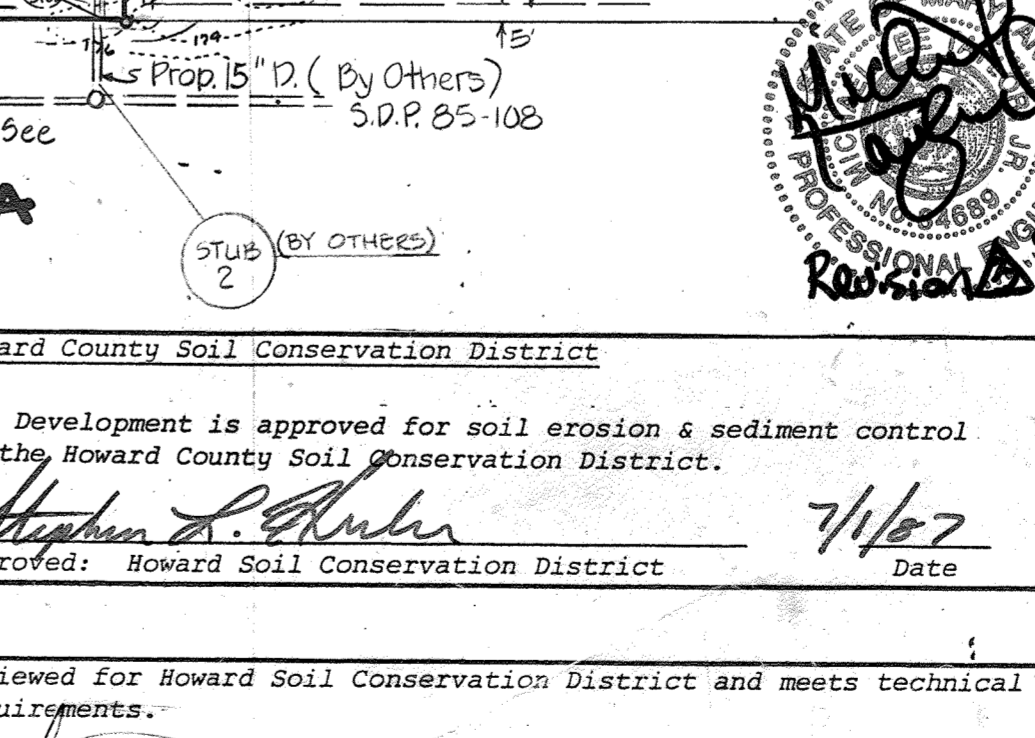 179
5'
Prop. 15" D. ( By Others)
S.D.P. 85-108
See
STUB
2
(BY OTHERS)
PROFESSIONAL
No.
Revision
ard County Soil Conservation District
Development is approved for soil erosion & sediment control
the Howard County Soil Conservation District.
Stephen L.
7/1/87
roved: Howard Soil Conservation District
Date
iewed for Howard Soil Conservation District and meets technical
uirements.